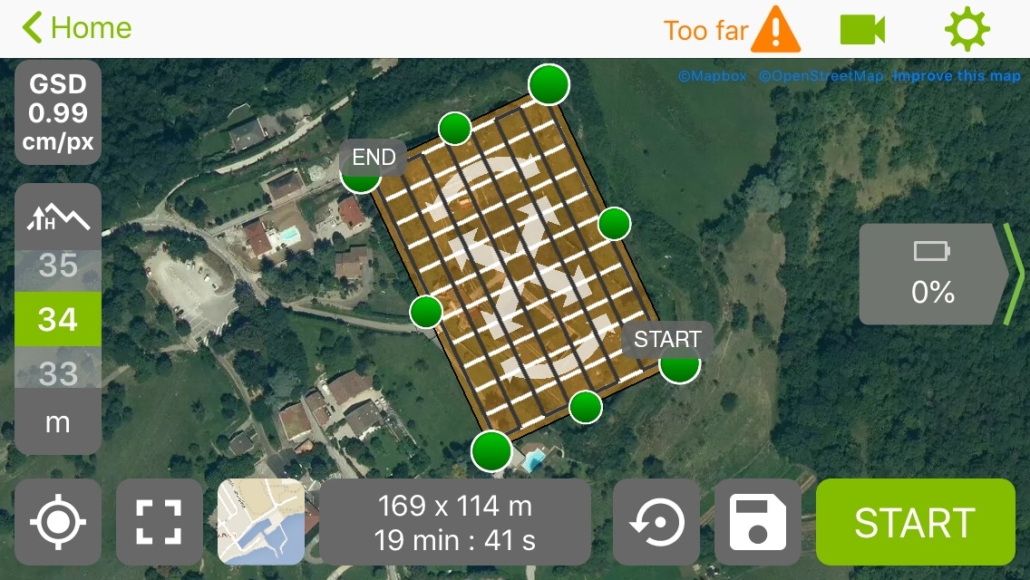 Home
Too far
GSD
0.99
cm/px
©Mapbox ©OpenStreetMap Improve this map
END
H
35
34
33
m
0%
START
169 x 114 m
19 min : 41 s
START